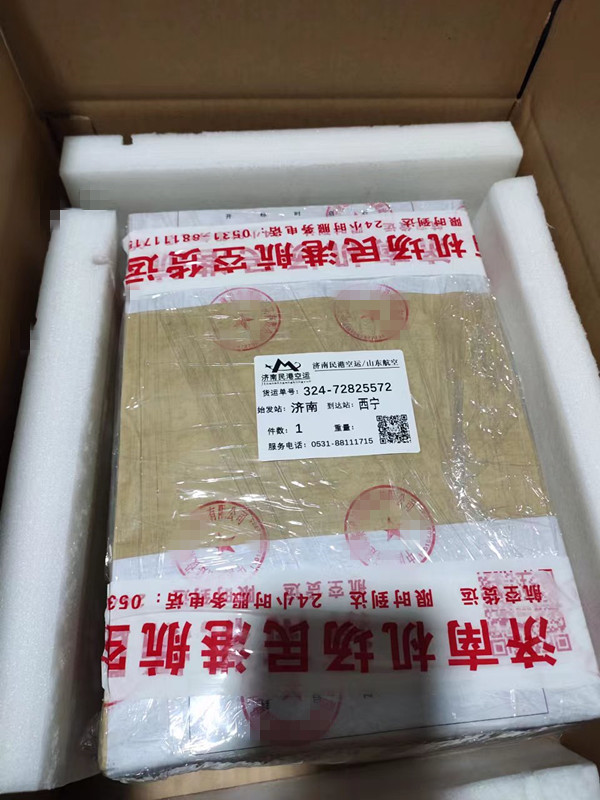 限时到达 24小时服务电话:0531-8811171
机场民港航空货运
济南民港空运
济南民港空运/山东航空
货运单号: 324-72825572
始发站: 济南 到达站: 西宁
件数: 1 重量:
服务电话: 0531-88111715
航空货运 限时到达 24小时服务电话:053
济南机场民港航空